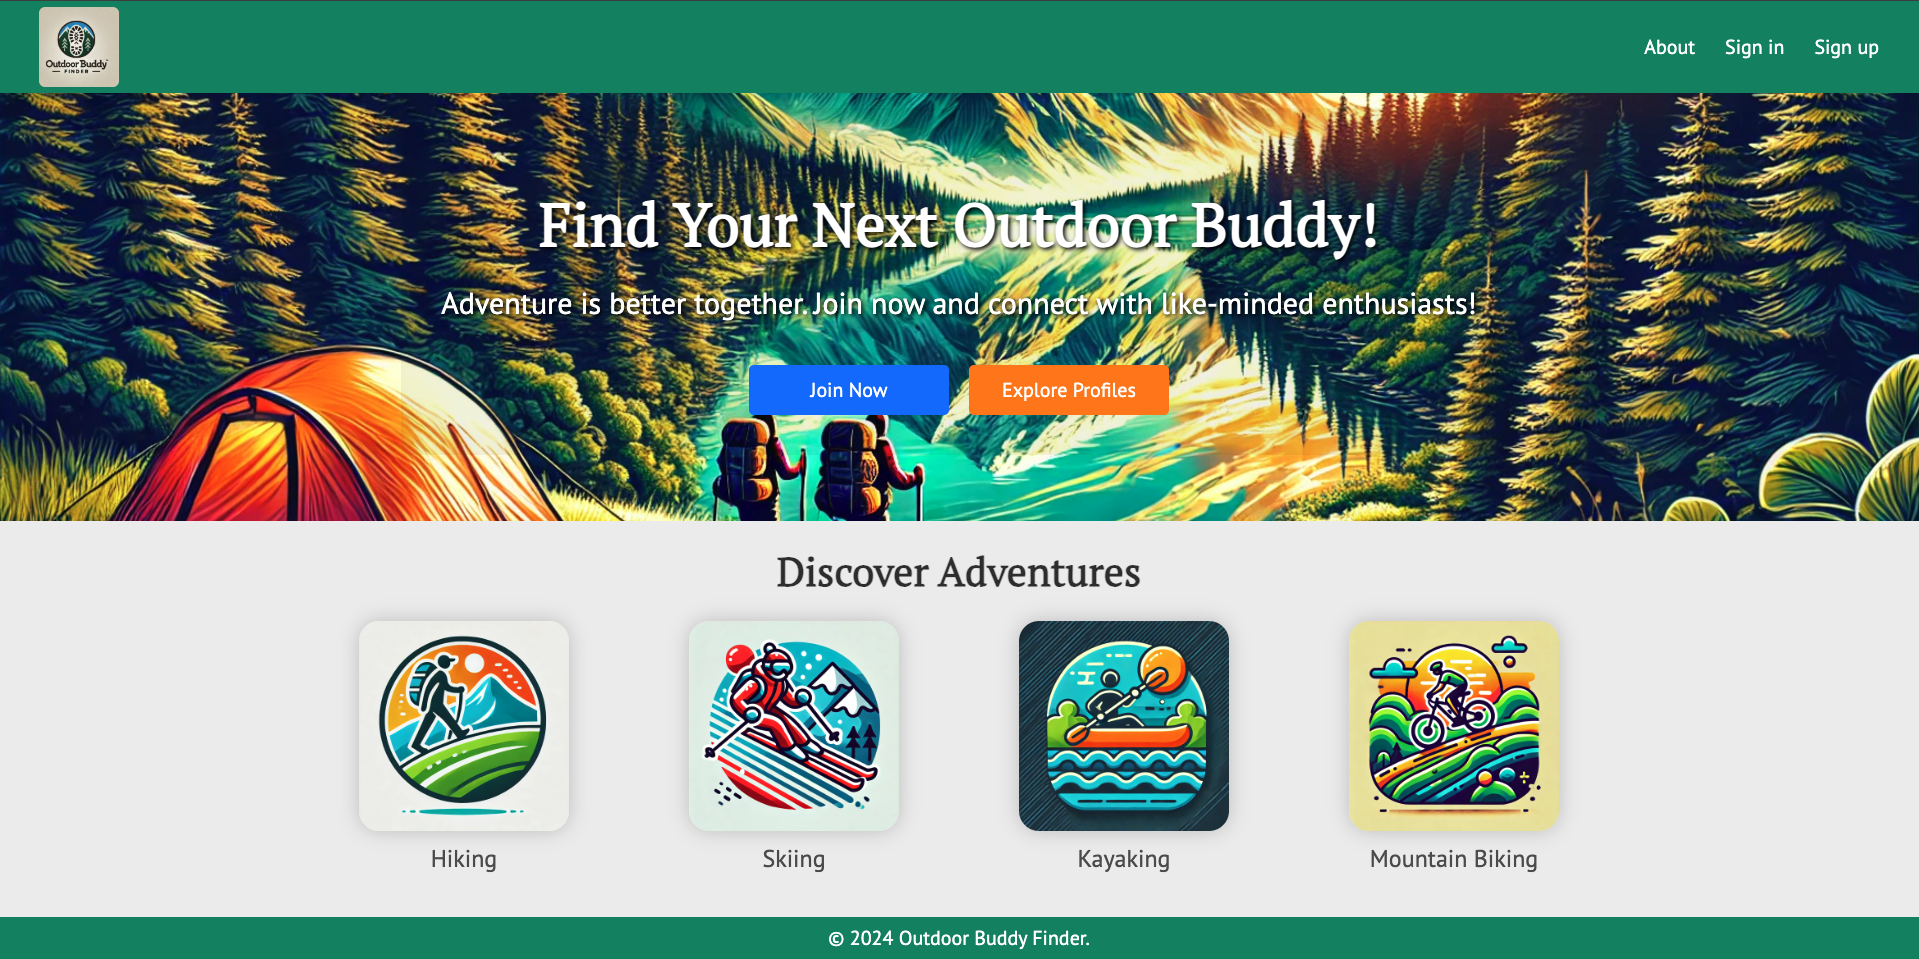 Outdoor Buddy
FINDER
About
Sign in
Sign up
Find Your Next Outdoor Buddy!
Adventure is better together. Join now and connect with like-minded enthusiasts!
Join Now
Explore Profiles
Discover Adventures
Hiking
Skiing
Kayaking
Mountain Biking
© 2024 Outdoor Buddy Finder.